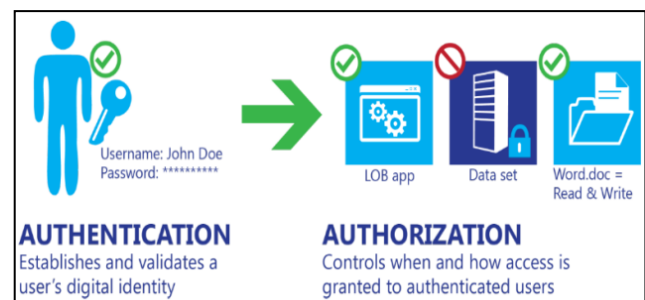 Username: John Doe
Password: **********
AUTHENTICATION
Establishes and validates a
user's digital identity
LOB app
Data set
Word.doc =
Read & Write
AUTHORIZATION
Controls when and how access is
granted to authenticated users